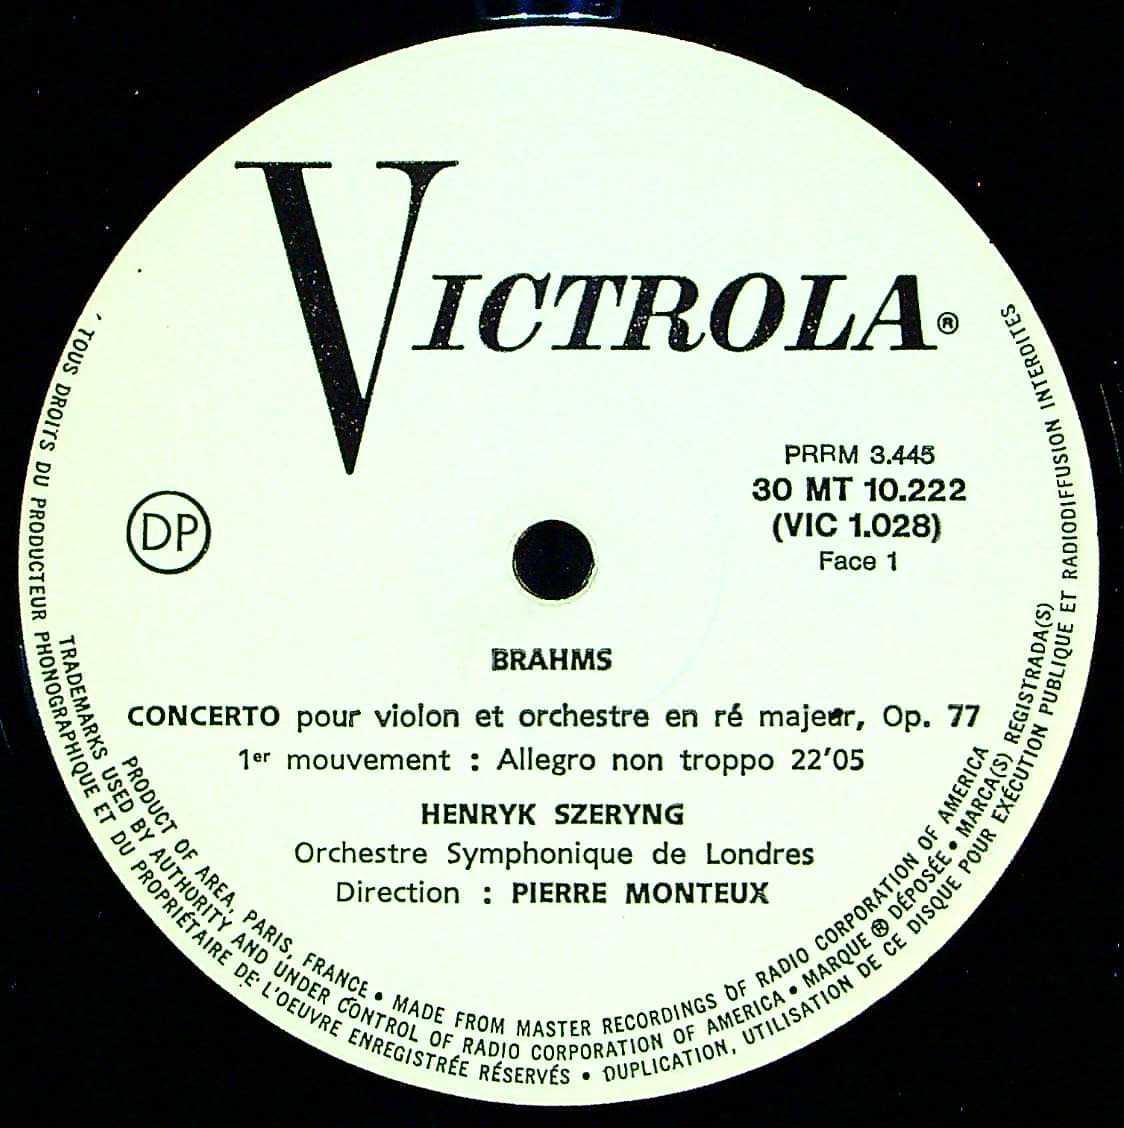 VICTROLA®
PRRM 3.445
30 MT 10.222
(VIC 1.028)
Face 1
DP
BRAHMS
CONCERTO pour violon et orchestre en ré majeur, Op. 77
1er mouvement : Allegro non troppo 22'05
HENRYK SZERYNG
Orchestre Symphonique de Londres
Direction : PIERRE MONTEUX
PRODUCT OF AREA, PARIS, FRANCE • MADE FROM MASTER RECORDINGS OF RADIO CORPORATION OF AMERICA
TRADEMARKS USED BY AUTHORITY AND UNDER CONTROL OF RADIO CORPORATION OF AMERICA • MARQUE ® DÉPOSÉE • MARCA(S) REGISTRADA(S)
TOUS DROITS DU PRODUCTEUR PHONOGRAPHIQUE ET DU PROPRIÉTAIRE DE L'OEUVRE ENREGISTRÉE RÉSERVÉS • DUPLICATION, UTILISATION DE CE DISQUE POUR EXÉCUTION PUBLIQUE ET RADIODIFFUSION INTERDITES